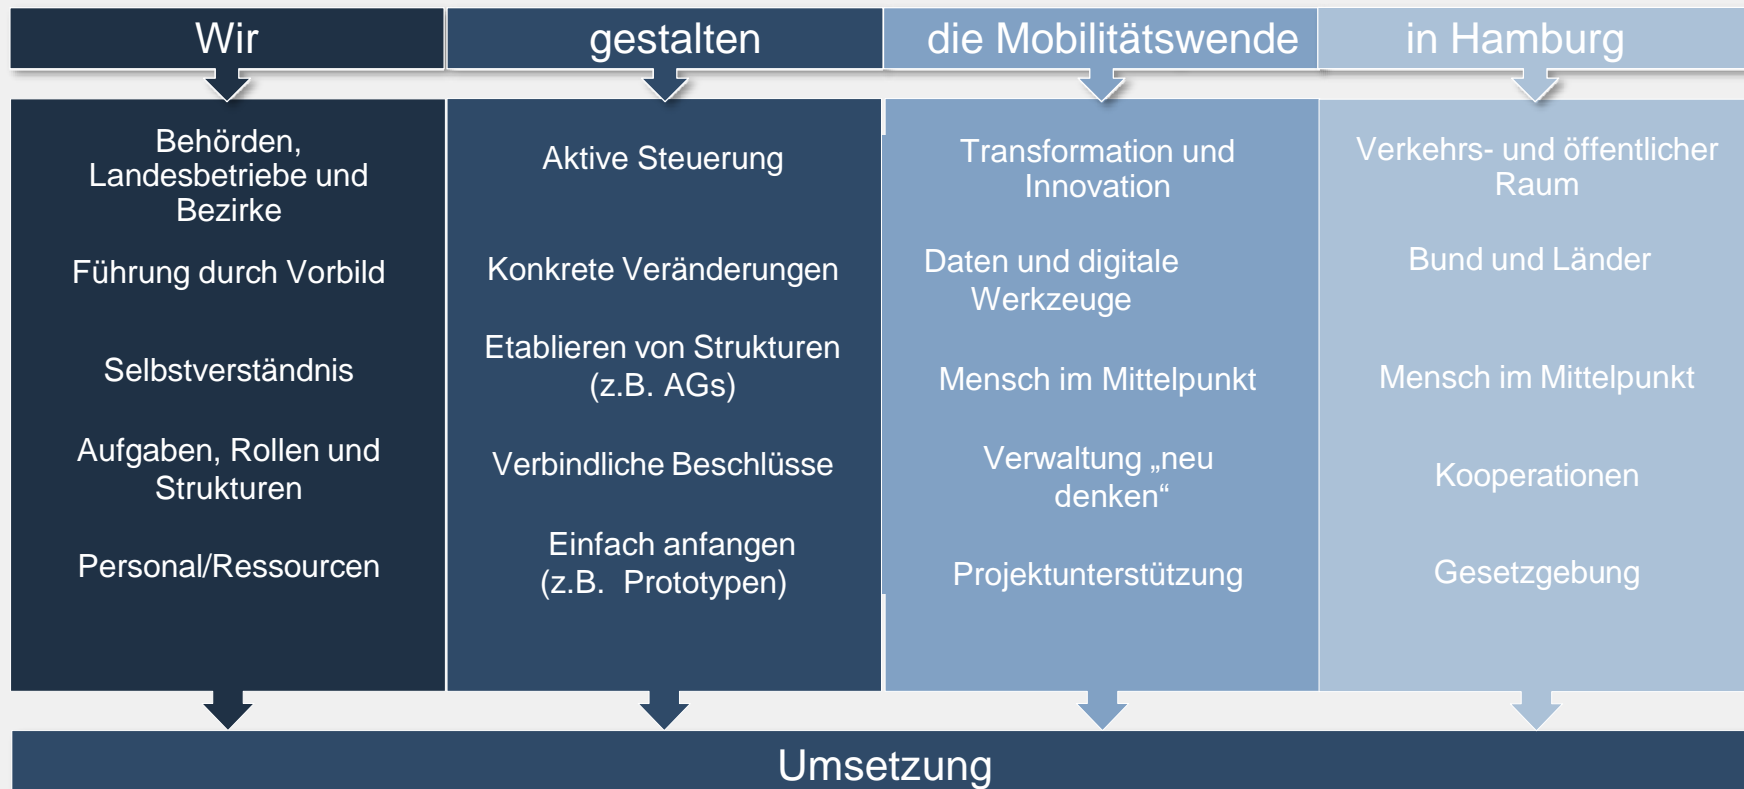 Wir
gestalten
die Mobilitätswende
in Hamburg
Behörden,
Landesbetriebe und
Bezirke
Führung durch Vorbild
Selbstverständnis
Aufgaben, Rollen und
Strukturen
Personal/Ressourcen
Aktive Steuerung
Konkrete Veränderungen
Etablieren von Strukturen
(z.B. AGs)
Verbindliche Beschlüsse
Einfach anfangen
(z.B. Prototypen)
Transformation und
Innovation
Daten und digitale
Werkzeuge
Mensch im Mittelpunkt
Verwaltung „neu
denken“
Projektunterstützung
Verkehrs- und öffentlicher
Raum
Bund und Länder
Mensch im Mittelpunkt
Kooperationen
Gesetzgebung
Umsetzung